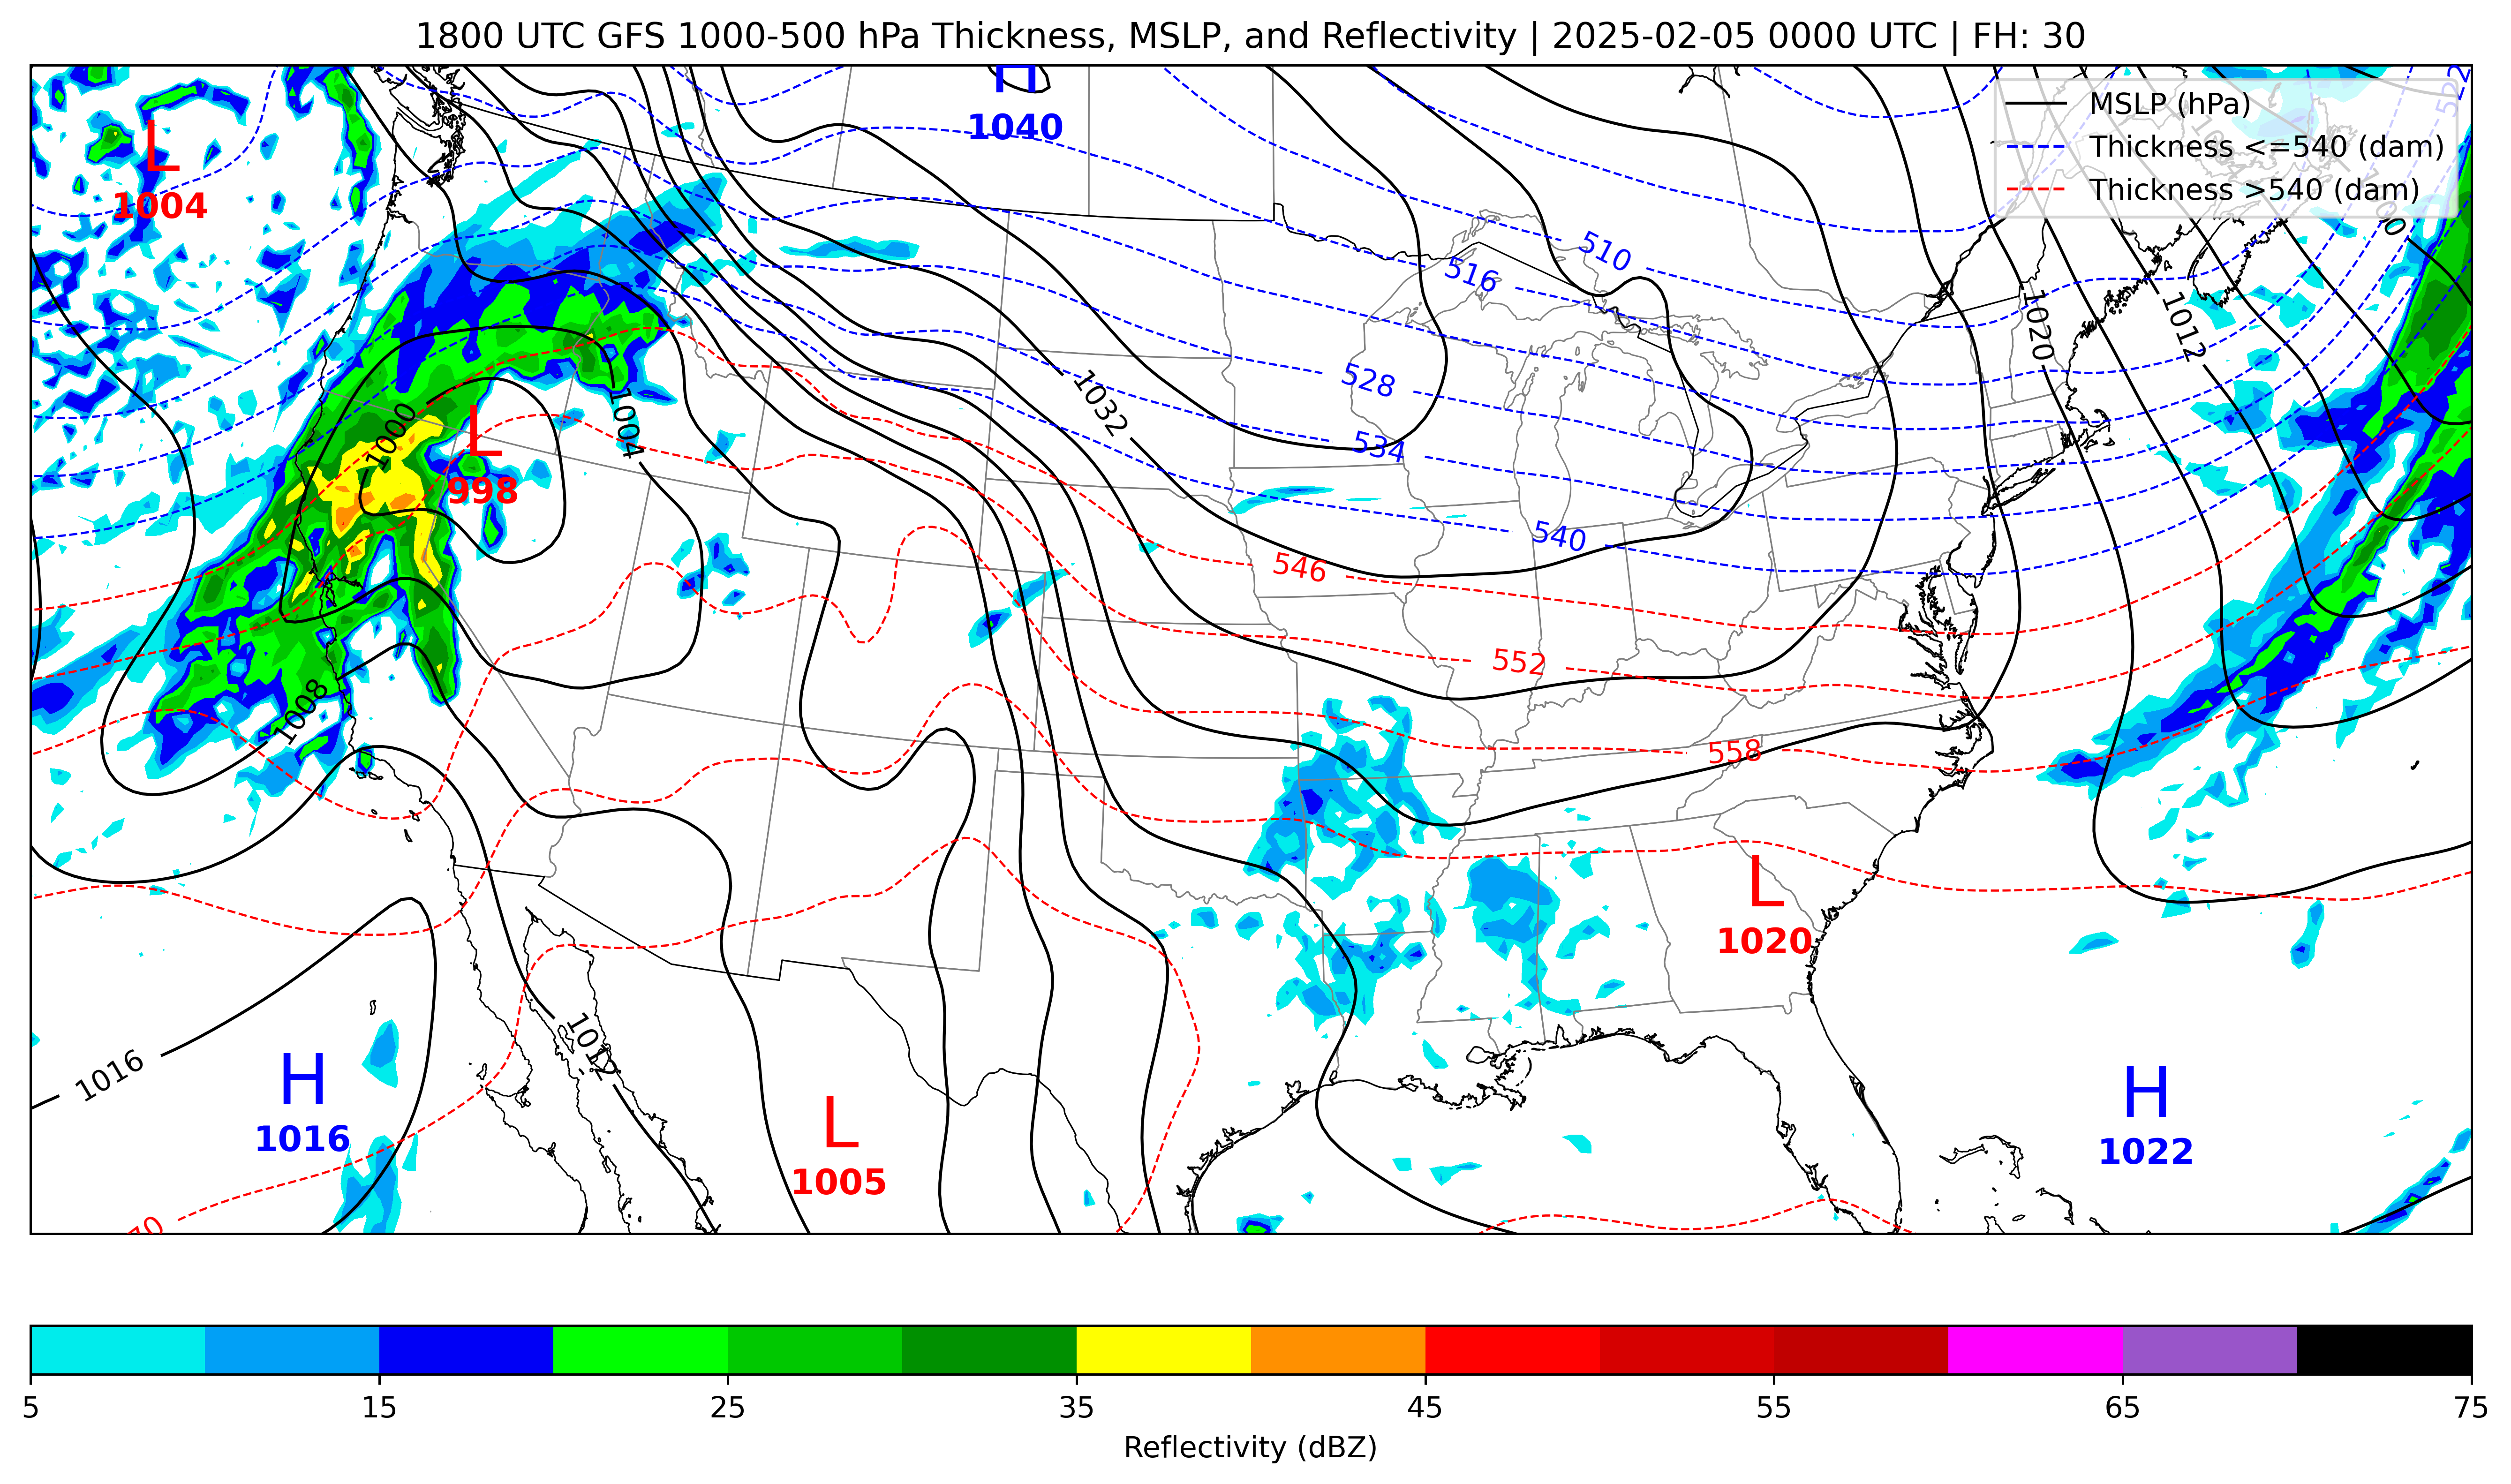 1800 UTC GFS 1000-500 hPa Thickness, MSLP, and Reflectivity | 2025-02-05 0000 UTC | FH: 30
H
1040
MSLP (hPa)
Thickness <=540 (dam)
Thickness >540 (dam)
522
L
1004
510
516
1020
1012
528
1032
1000
1004
534
L
998
540
546
552
1008
558
L
1020
1012
1016
H
1016
L
1005
H
1022
5
15
25
35
45
55
65
75
Reflectivity (dBZ)